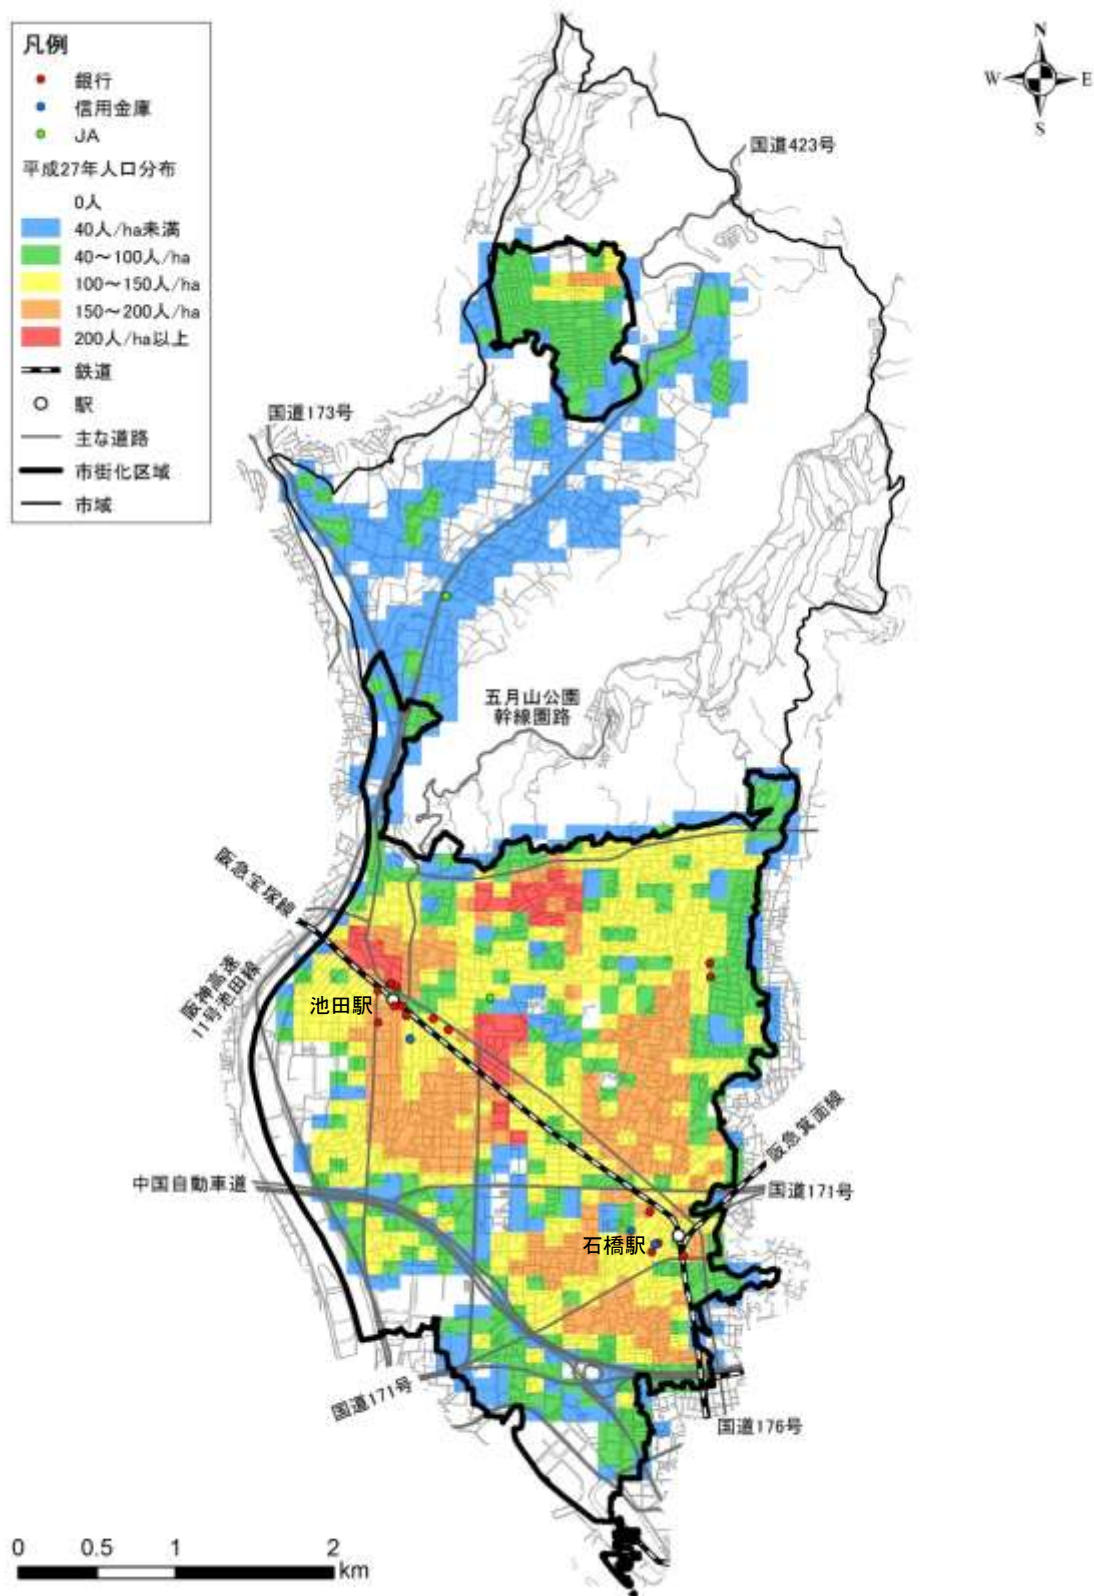 凡例
銀行
信用金庫
JA
平成27年人口分布
0人
40人/ha未満
40～100人/ha
100～150人/ha
150～200人/ha
200人/ha以上
鉄道
駅
主な道路
市街化区域
市域
N
W
E
S
国道423号
国道173号
五月山公園
幹線園路
阪急宝塚線
阪神高速
11号池田線
池田駅
阪急箕面線
中国自動車道
国道171号
石橋駅
国道171号
国道176号
0
0.5
1
2
km